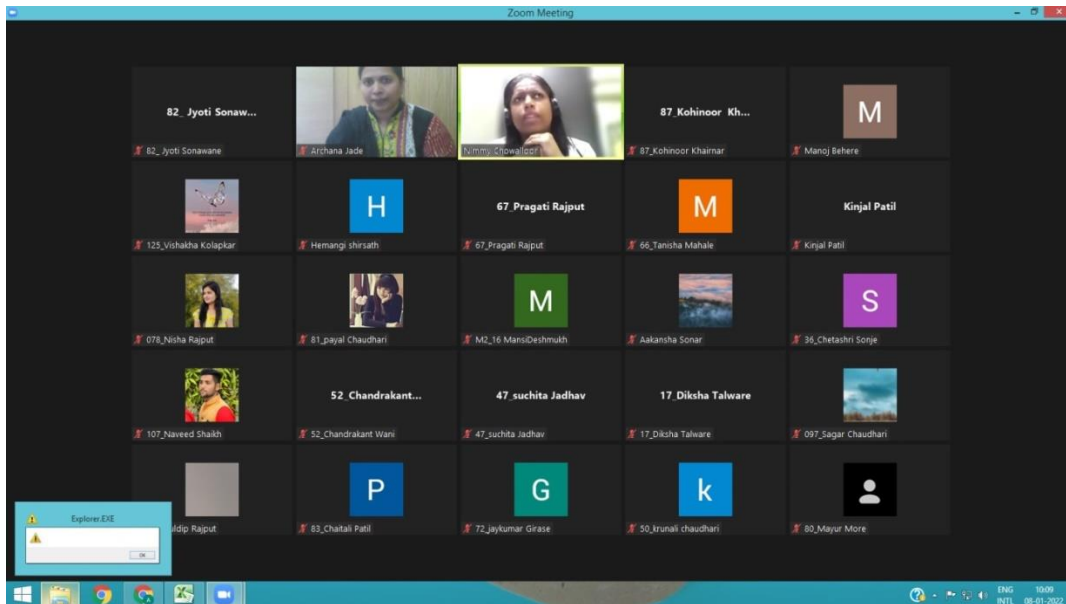 Zoom Meeting
82_ Jyoti Sonaw...
82_ Jyoti Sonawane
Archana Jade
Nimmy Chowalloor
87_Kohinoor Kh...
87_Kohinoor Khairnar
M
Manoj Behere
125_Vishakha Kolapkar
H
Hemangi shirsath
67_Pragati Rajput
67_Pragati Rajput
M
66_Tanisha Mahale
Kinjal Patil
Kinjal Patil
078_Nisha Rajput
81_payal Chaudhari
M
M2_16 MansiDeshmukh
Aakansha Sonar
S
36_Chetashri Sonje
107_Naveed Shaikh
52_Chandrakant...
52_Chandrakant Wani
47_suchita Jadhav
47_suchita Jadhav
17_Diksha Talware
17_Diksha Talware
097_Sagar Chaudhari
uldip Rajput
P
83_Chaitali Patil
G
72_jaykumar Girase
k
50_krunali chaudhari
80_Mayur More
Explorer.EXE
OK
ENG
INTL
10:09
08-01-2022